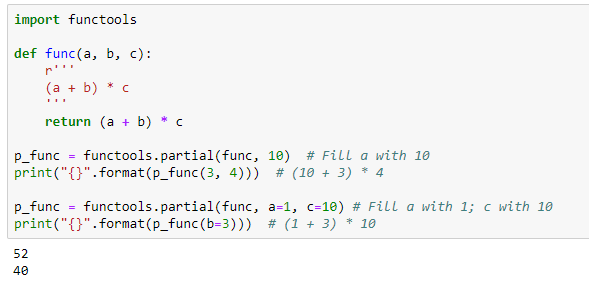 import functools
def func(a, b, c):
    r'''
    (a + b) * c
    '''
    return (a + b) * c
p_func = functools.partial(func, 10)  # Fill a with 10
print("{}".format(p_func(3, 4)))  # (10 + 3) * 4
p_func = functools.partial(func, a=1, c=10) # Fill a with 1; c with 10
print("{}".format(p_func(b=3)))  # (1 + 3) * 10
52
40